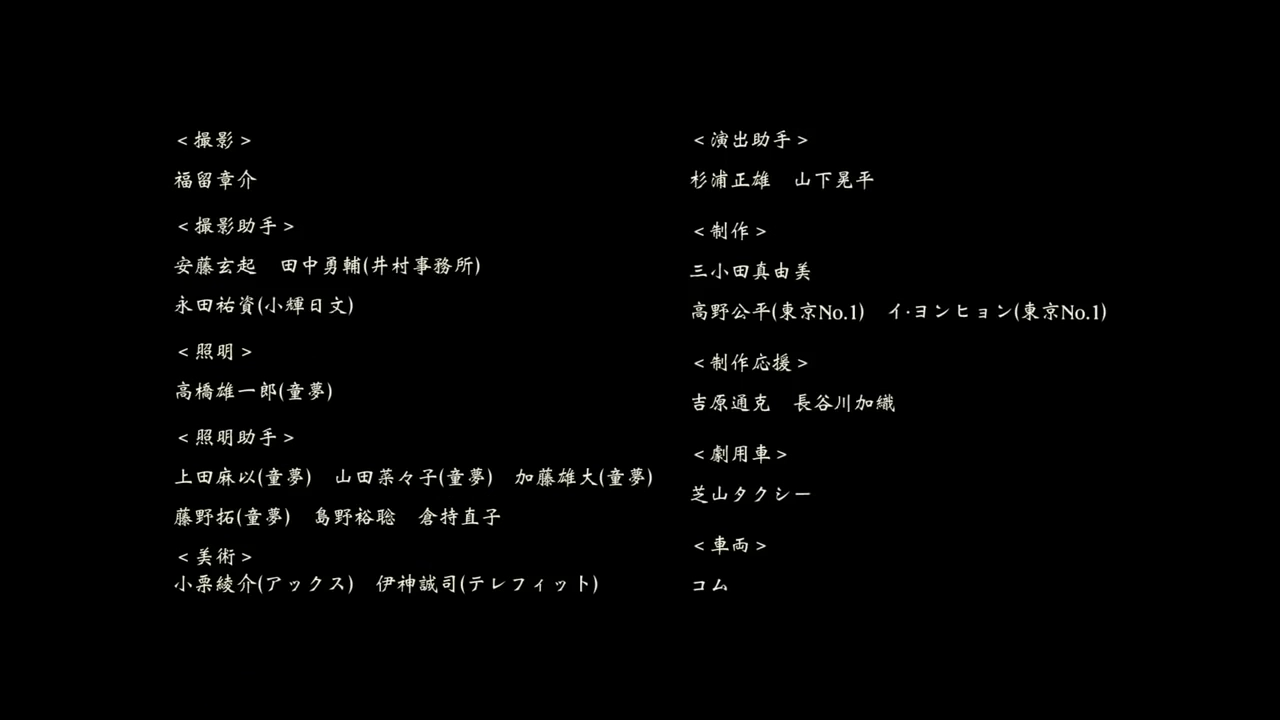 <撮影>
福留章介
<撮影助手>
安藤玄起　田中勇輔(井村事務所)
永田祐資(小輝日文)
<照明>
高橋雄一郎(童夢)
<照明助手>
上田麻以(童夢)　山田菜々子(童夢)　加藤雄大(童夢)
藤野拓(童夢)　島野裕聡　倉持直子
<美術>
小栗綾介(アックス)　伊神誠司(テレフィット)
<演出助手>
杉浦正雄　山下晃平
<制作>
三小田真由美
高野公平(東京No.1)　イ·ヨンヒョン(東京No.1)
<制作応援>
吉原通克　長谷川加織
<劇用車>
芝山タクシー
<車両>
コム